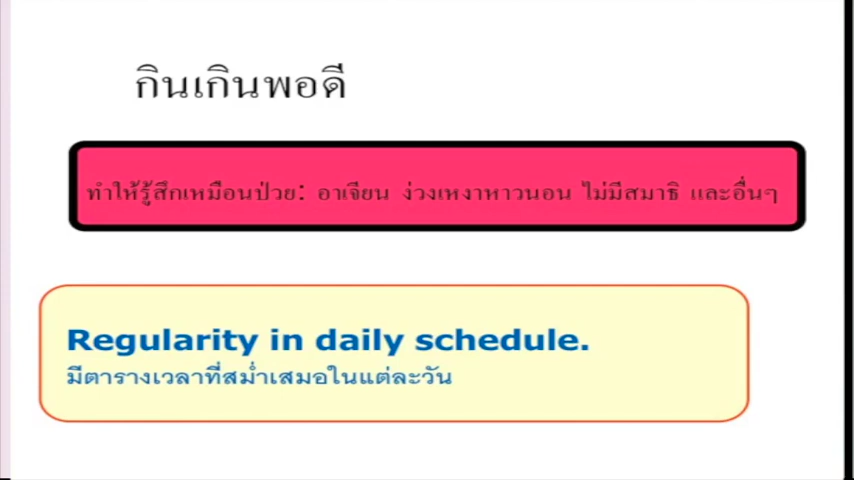 กินเกินพอดี
ทำให้รู้สึกเหมือนป่วย: อาเจียน ง่วงเหงาหาวนอน ไม่มีสมาธิ และอื่นๆ
Regularity in daily schedule.
มีตารางเวลาที่สม่ำเสมอในแต่ละวัน